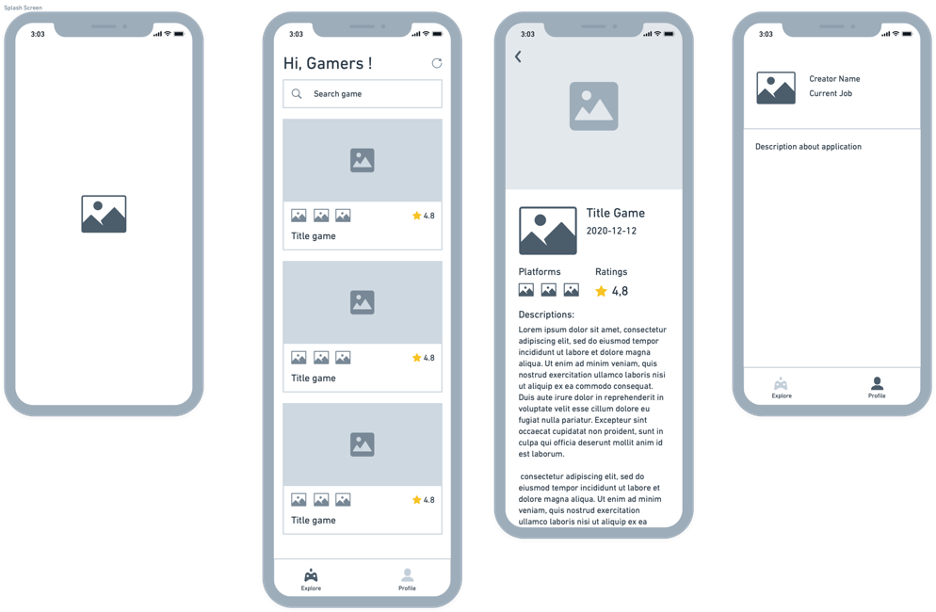 Splash Screen
3:03
3:03
Hi, Gamers !
Search game
4.8
Title game
4.8
Title game
4.8
Title game
Explore
Profile
3:03
Title Game
2020-12-12
Platforms
Ratings
4,8
Descriptions:
Lorem ipsum dolor sit amet, consectetur
adipiscing elit, sed do eiusmod tempor
incididunt ut labore et dolore magna
aliqua. Ut enim ad minim veniam, quis
nostrud exercitation ullamco laboris nisi
ut aliquip ex ea commodo consequat.
Duis aute irure dolor in reprehenderit in
voluptate velit esse cillum dolore eu
fugiat nulla pariatur. Excepteur sint
occaecat cupidatat non proident, sunt in
culpa qui officia deserunt mollit anim id
est laborum.
consectetur adipiscing elit, sed do
eiusmod tempor incididunt ut labore et
dolore magna aliqua. Ut enim ad minim
veniam, quis nostrud exercitation
ullamco laboris nisi ut aliquip ex ea
3:03
Creator Name
Current Job
Description about application
Explore
Profile